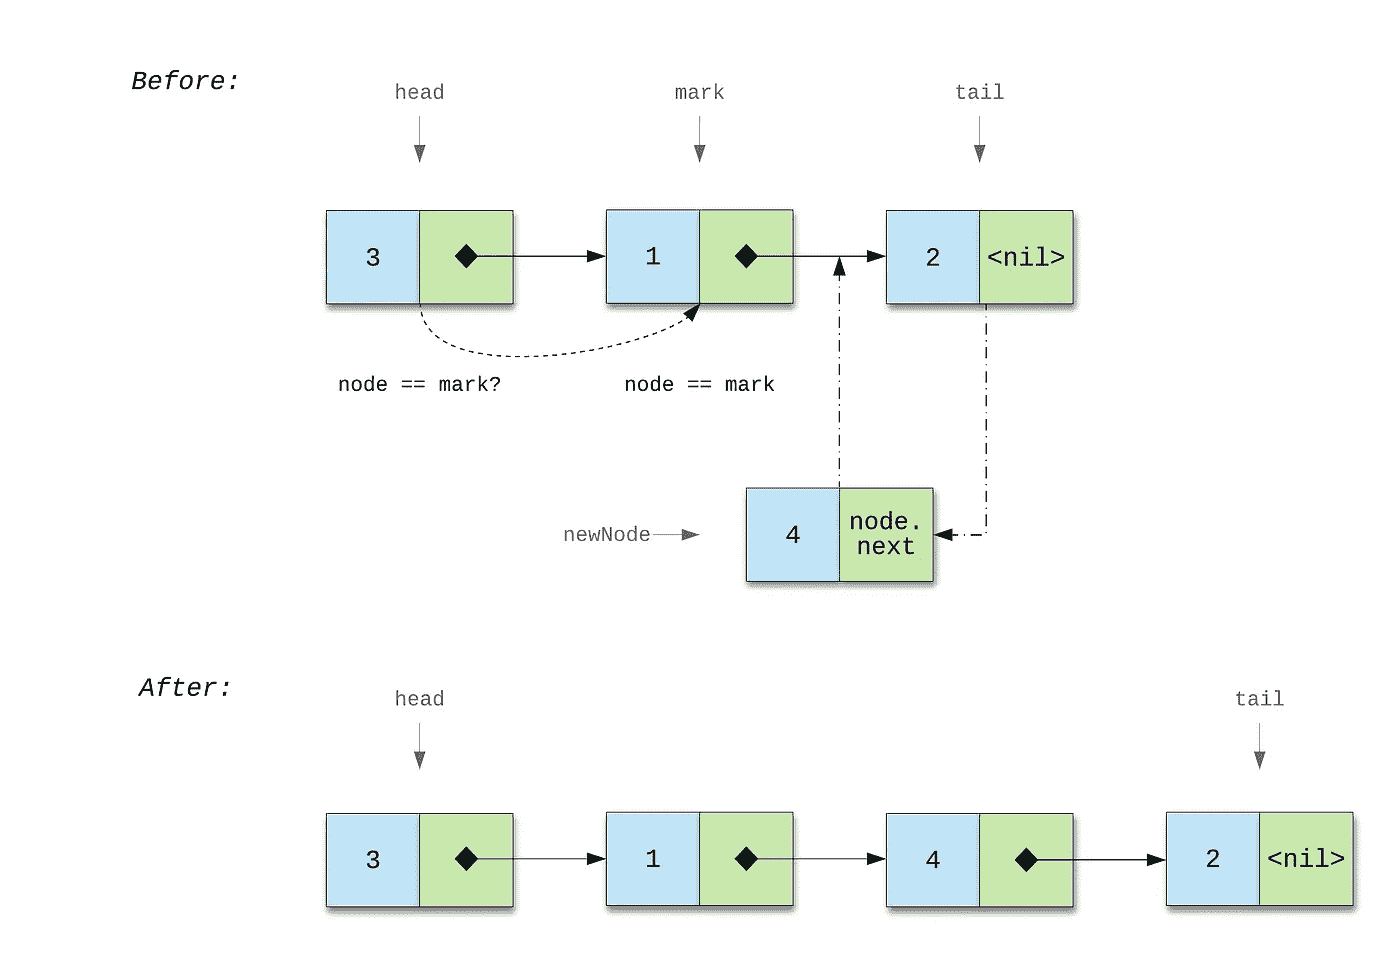 Before:
head
mark
tail
3
1
2
<nil>
node == mark?
node == mark
newNode
4
node.
next
After:
head
tail
3
1
4
2
<nil>